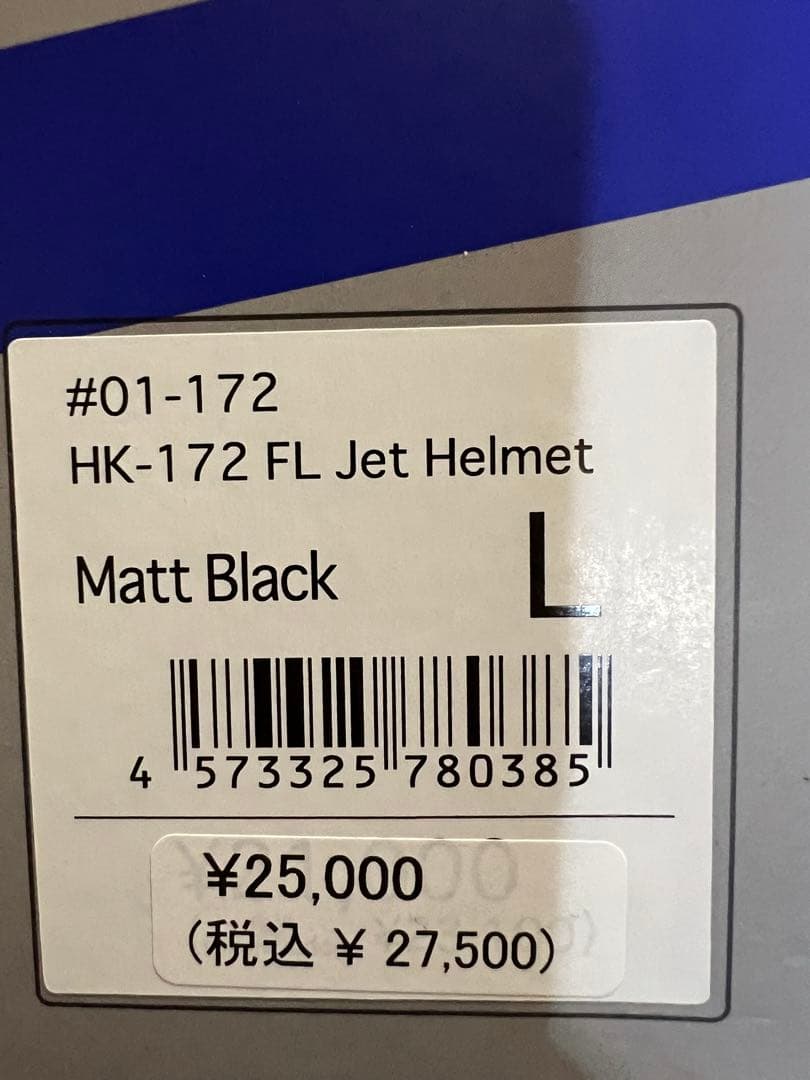 #01-172
HK-172 FL Jet Helmet
Matt Black L
4 573325 780385
¥25,000
(税込 ¥ 27,500)